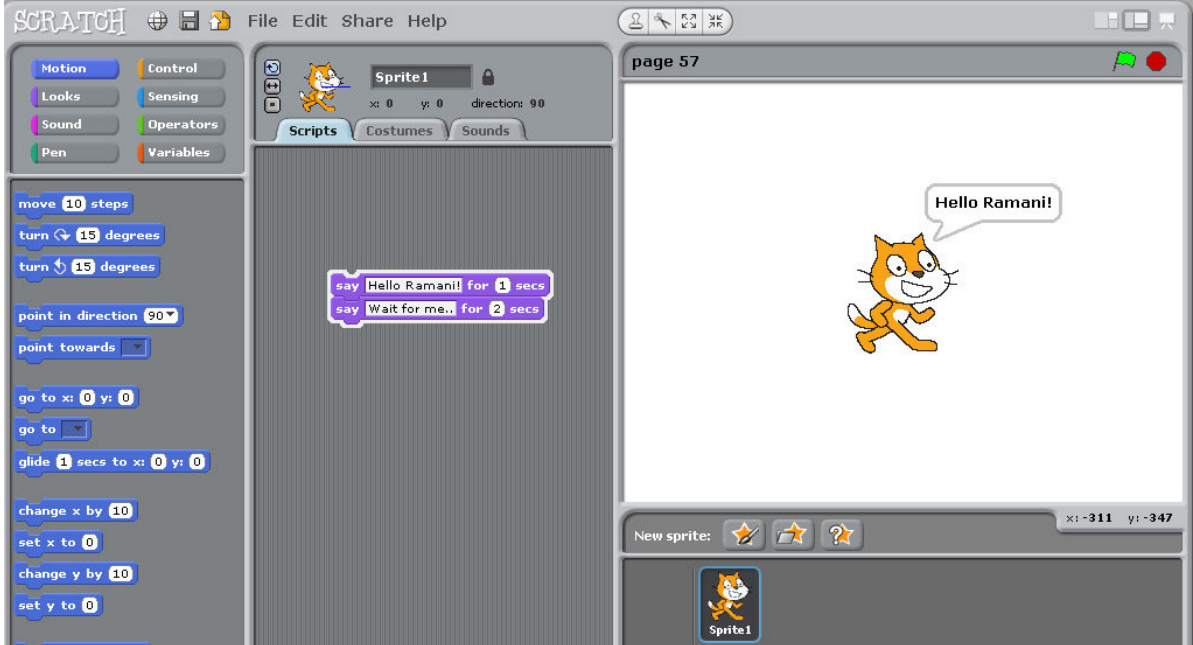 SCRATCH File Edit Share Help
Motion Control
Looks Sensing
Sound Operators
Pen Variables
move 10 steps
turn 15 degrees
turn 15 degrees
point in direction 90
point towards
go to x: 0 y: 0
go to
glide 1 secs to x: 0 y: 0
change x by 10
set x to 0
change y by 10
set y to 0
Sprite1
x: 0 y: 0 direction: 90
Scripts Costumes Sounds
say Hello Ramani! for 1 secs
say Wait for me.. for 2 secs
page 57
Hello Ramani!
x: -311 y: -347
New sprite:
Sprite1